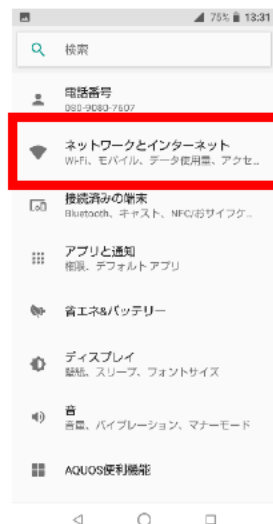 75% 13:31
検索
電話番号
090-9080-7607
ネットワークとインターネット
Wi-Fi、モバイル、データ使用量、アクセ...
接続済みの端末
Bluetooth、キャスト、NFC/おサイフケ...
アプリと通知
権限、デフォルト アプリ
省エネ&バッテリー
ディスプレイ
壁紙、スリープ、フォントサイズ
音
音量、バイブレーション、マナーモード
AQUOS便利機能